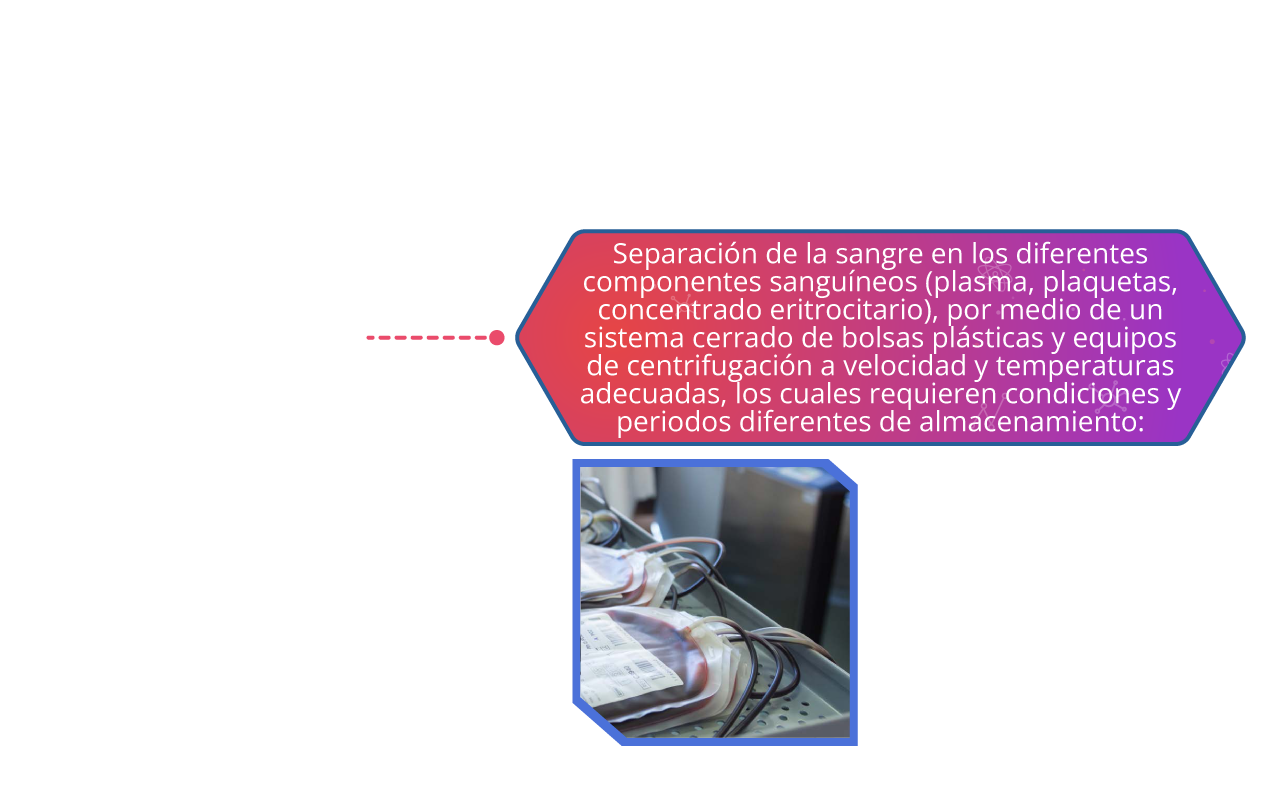 Separación de la sangre en los diferentes
componentes sanguíneos (plasma, plaquetas,
concentrado eritrocitario), por medio de un
sistema cerrado de bolsas plásticas y equipos
de centrifugación a velocidad y temperaturas
adecuadas, los cuales requieren condiciones y
periodos diferentes de almacenamiento: